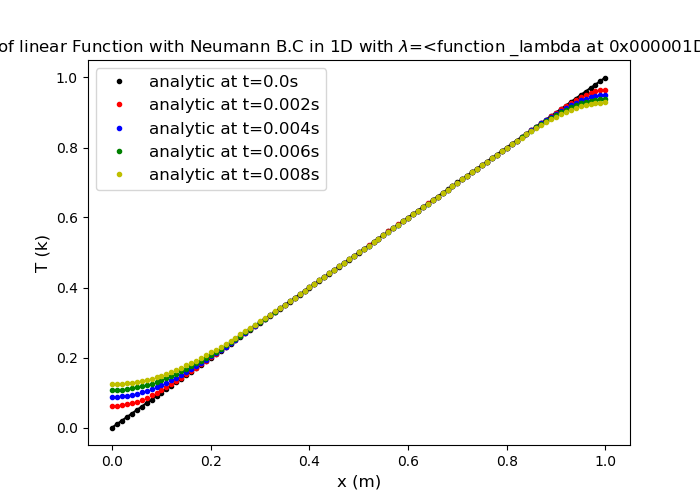 of linear Function with Neumann B.C in 1D with λ=<function _lambda at 0x000001D
1.0
0.8
0.6
0.4
0.2
0.0
T (k)
analytic at t=0.0s
analytic at t=0.002s
analytic at t=0.004s
analytic at t=0.006s
analytic at t=0.008s
0.0 0.2 0.4 0.6 0.8 1.0
x (m)